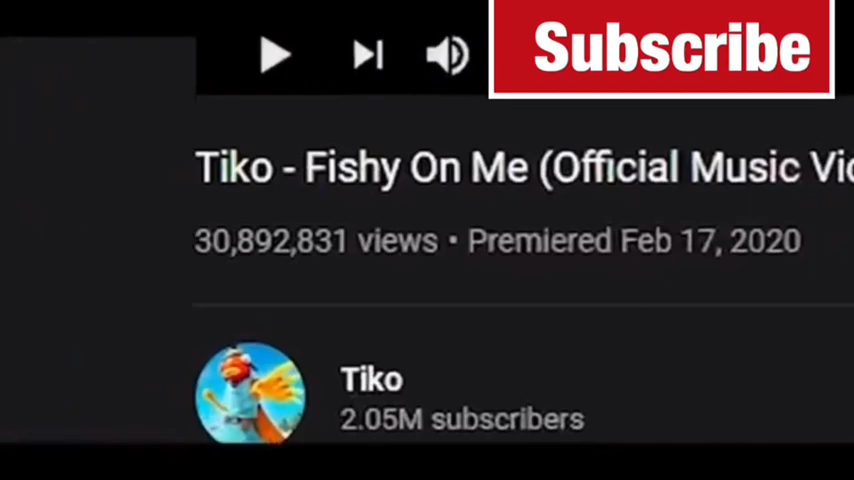 Subscribe
Tiko - Fishy On Me (Official Music
30,892,831 views • Premiered Feb 17, 2020
Tiko
2.05M subscribers